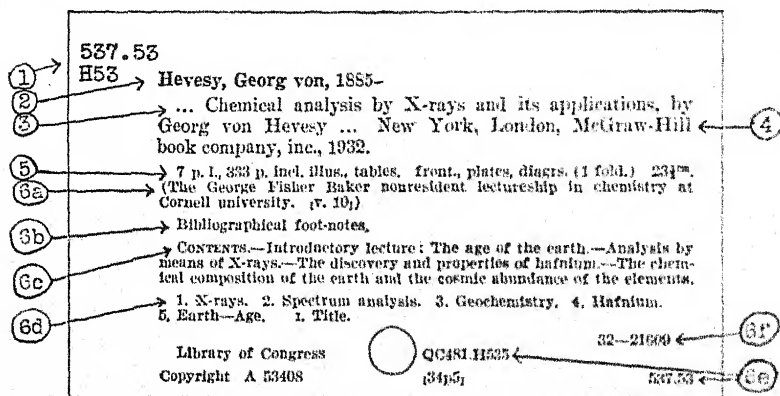 537.53
1 H53 Hevesy, Georg von, 1885-
2
3 ... Chemical analysis by X-rays and its applications, by
Georg von Hevesy ... New York, London, McGraw-Hill 4
book company, inc., 1932.
5 7 p. l., 333 p. incl. illus., tables. front., plates, diagrs. (1 fold.) 23½ᶜᵐ.
6a (The George Fisher Baker nonresident lectureship in chemistry at
Cornell university. [v. 10])
6b Bibliographical foot-notes.
6c CONTENTS.—Introductory lecture: The age of the earth.—Analysis by
means of X-rays.—The discovery and properties of hafnium.—The chem-
ical composition of the earth and the cosmic abundance of the elements.
6d 1. X-rays. 2. Spectrum analysis. 3. Geochemistry. 4. Hafnium.
5. Earth—Age. I. Title.
32—21609 6f
Library of Congress QC481.H535
Copyright A 53408 [34p5] 537.53 6e